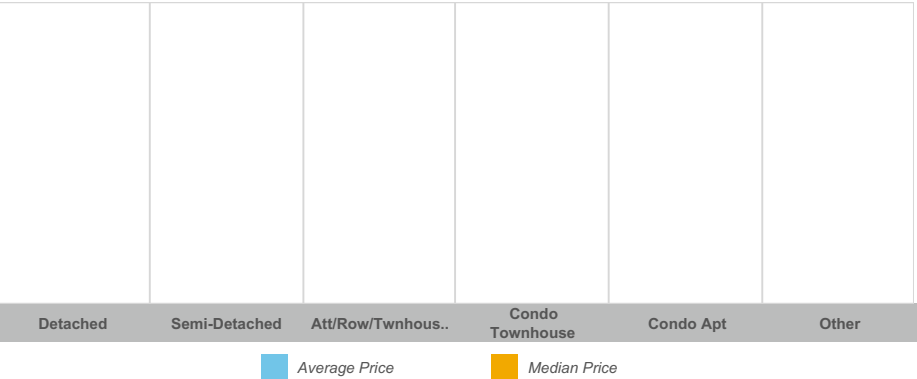 Detached
Semi-Detached
Att/Row/Twnhous..
Condo
Townhouse
Condo Apt
Other
Average Price
Median Price